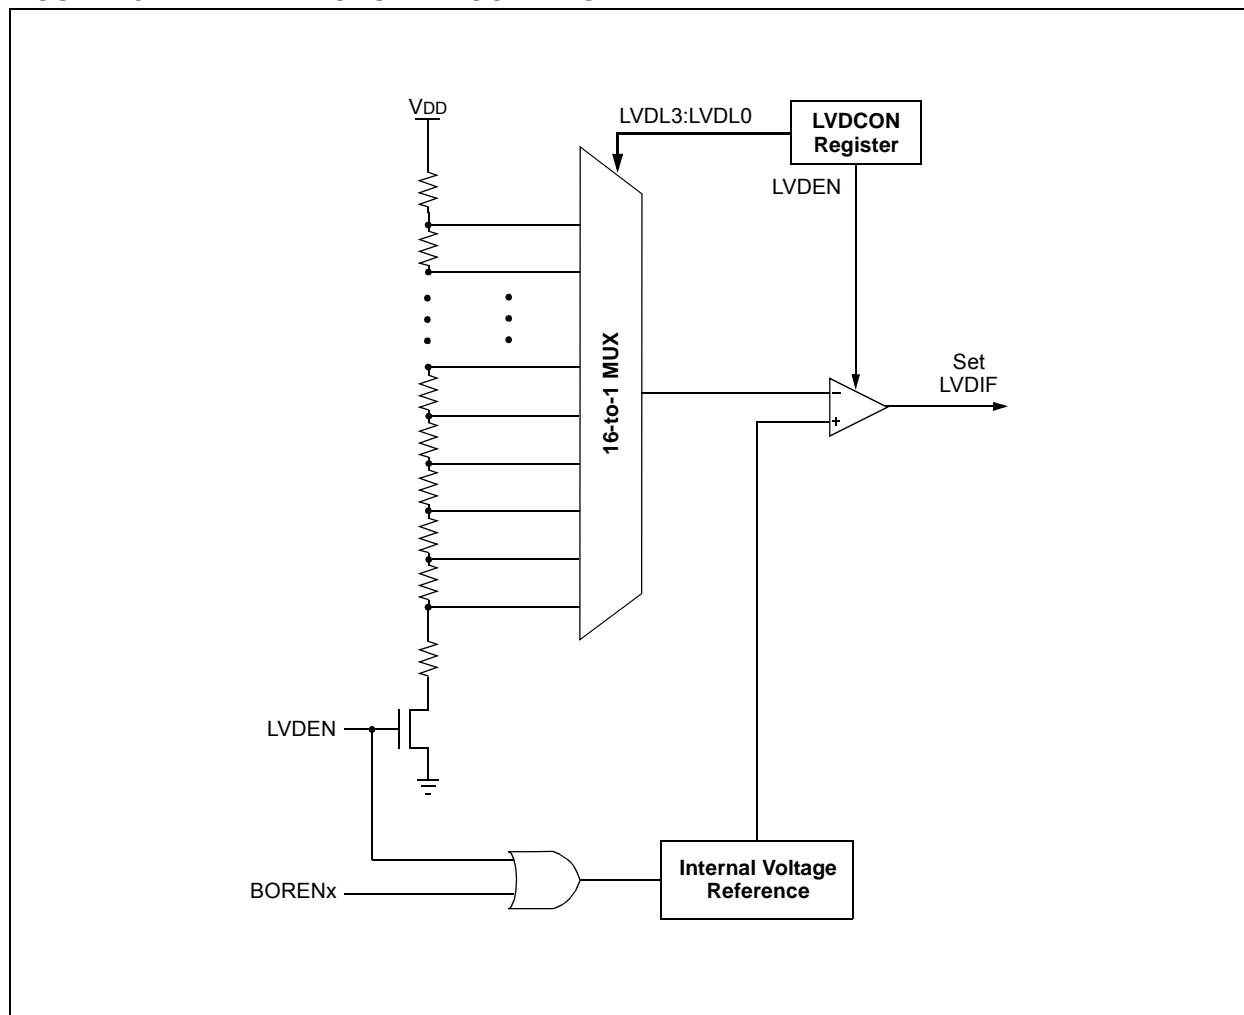 VDD
LVDL3:LVDL0
LVDCON
Register
LVDEN
16-to-1 MUX
Set
LVDIF
–
+
LVDEN
BORENx
Internal Voltage
Reference